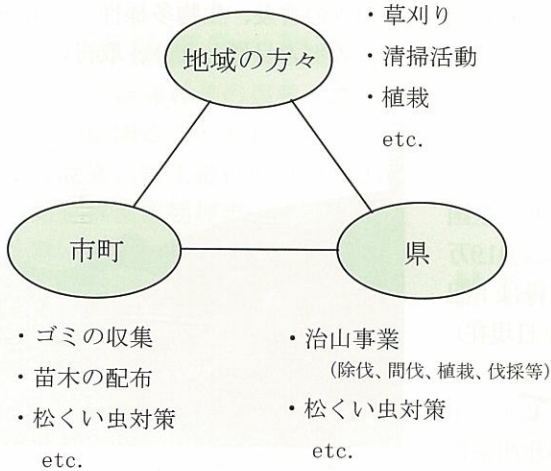 地域の方々
・草刈り
・清掃活動
・植栽
etc.
市町
県
・ゴミの収集
・苗木の配布
・松くい虫対策
etc.
・治山事業
(除伐、間伐、植栽、伐採等)
・松くい虫対策
etc.